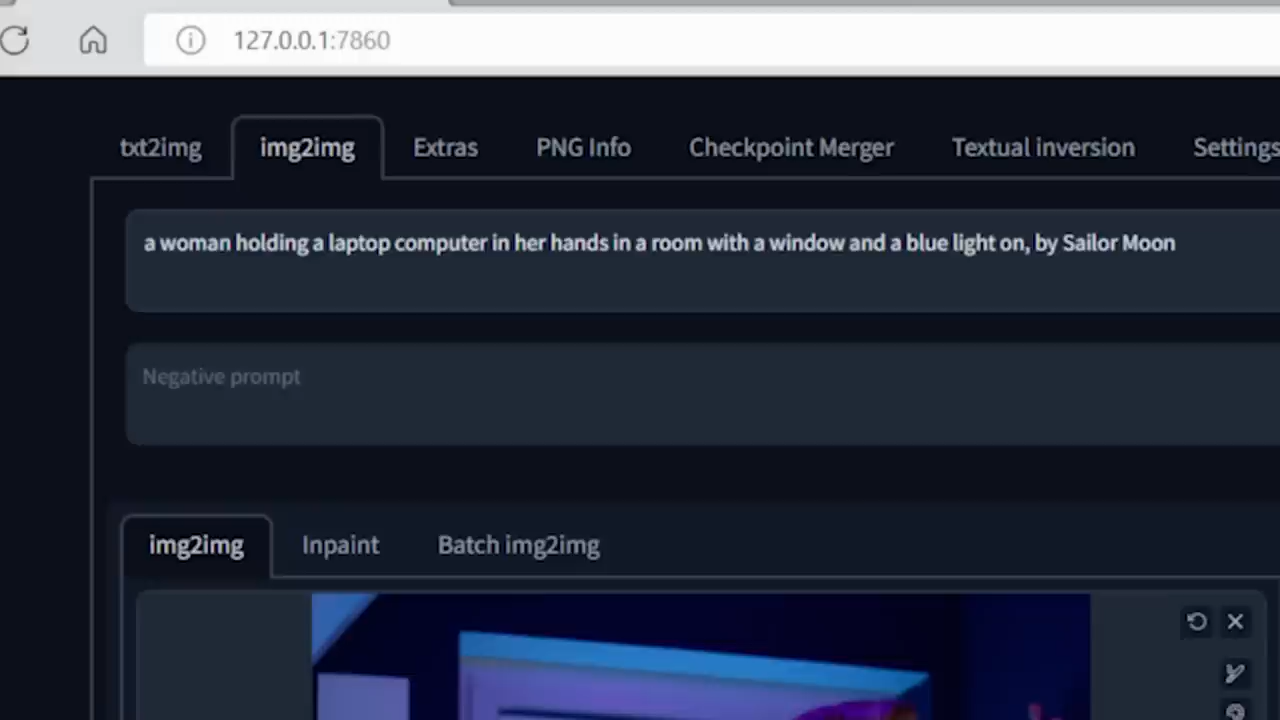 127.0.0.1:7860
txt2img img2img Extras PNG Info Checkpoint Merger Textual inversion Settings
a woman holding a laptop computer in her hands in a room with a window and a blue light on, by Sailor Moon
Negative prompt
img2img Inpaint Batch img2img